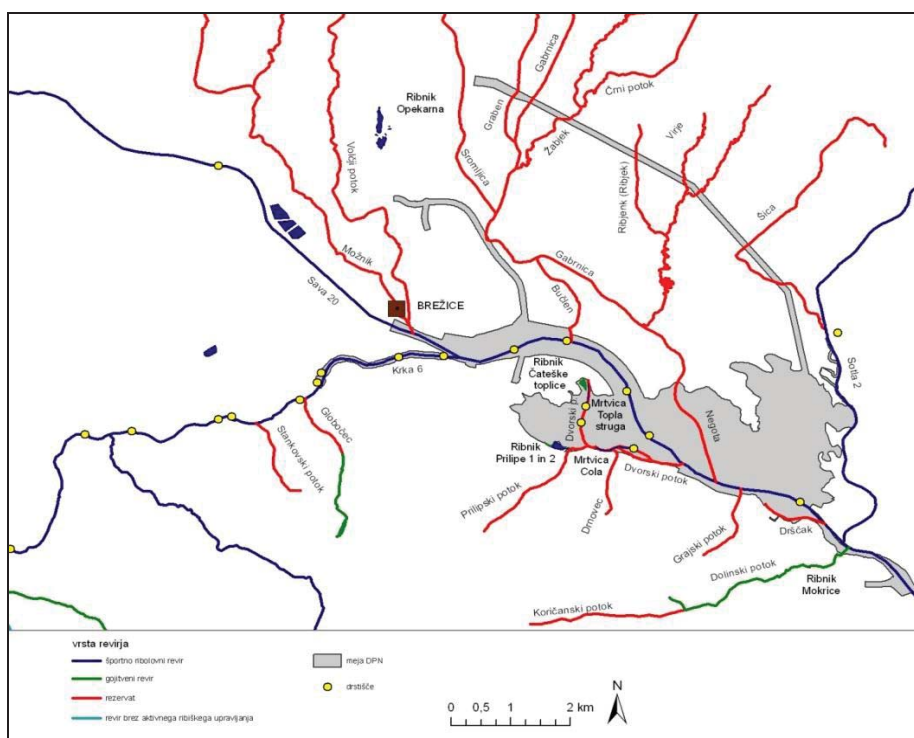 Gabrnica
Graben
Črni potok
Ribnik
Opekarna
Žabjek
Sromljica
Volčji potok
Virje
Ribjenk (Ribjek)
Šica
Možnik
Gabrnica
Bučlen
Sava 20
BREŽICE
Sotla 2
Krka 6
Ribnik
Čateške
toplice
Mrtvica
Topla
struga
Dvorski p.
Negota
Globočec
Stankovski potok
Ribnik
Prilipe 1 in 2
Mrtvica
Cola
Dvorski potok
Prilipski potok
Drnovec
Grajski potok
Drščak
Dolinski potok
Ribnik
Mokrice
Koričanski potok
vrsta revirja
športno ribolovni revir
gojitveni revir
rezervat
revir brez aktivnega ribiškega upravljanja
meja DPN
drstišče
0 0,5 1 2 km
N